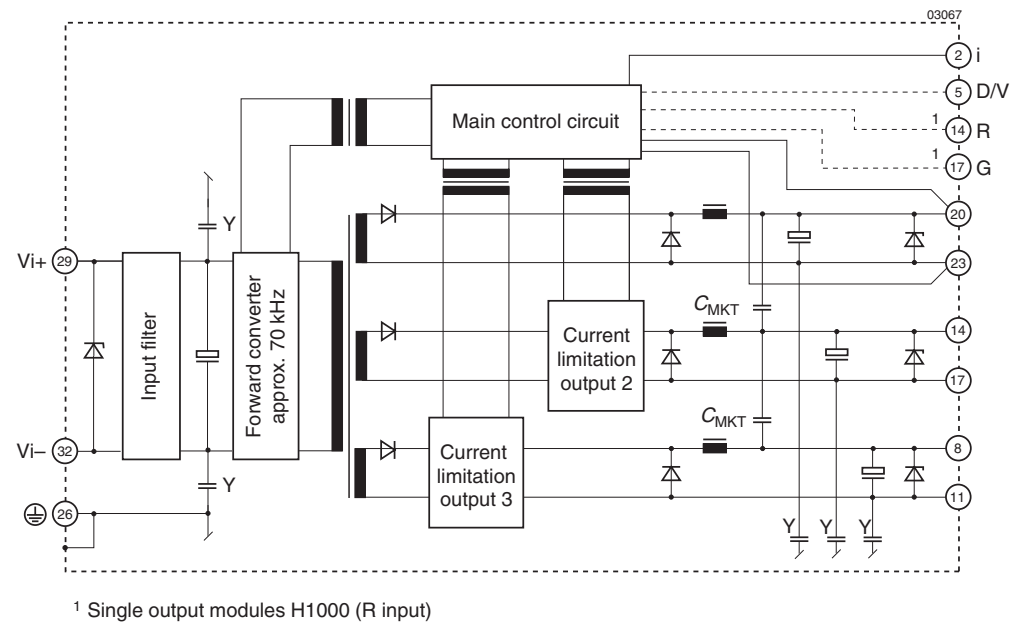 03067
2 i
5 D/V
Main control circuit
1
14 R
1
17 G
Y
20
Vi+ 29
23
Input filter
Forward converter
approx. 70 kHz
CMKT
14
Current
limitation
output 2
17
CMKT
Vi– 32
8
Current
limitation
output 3
Y
11
26
Y Y Y
1 Single output modules H1000 (R input)